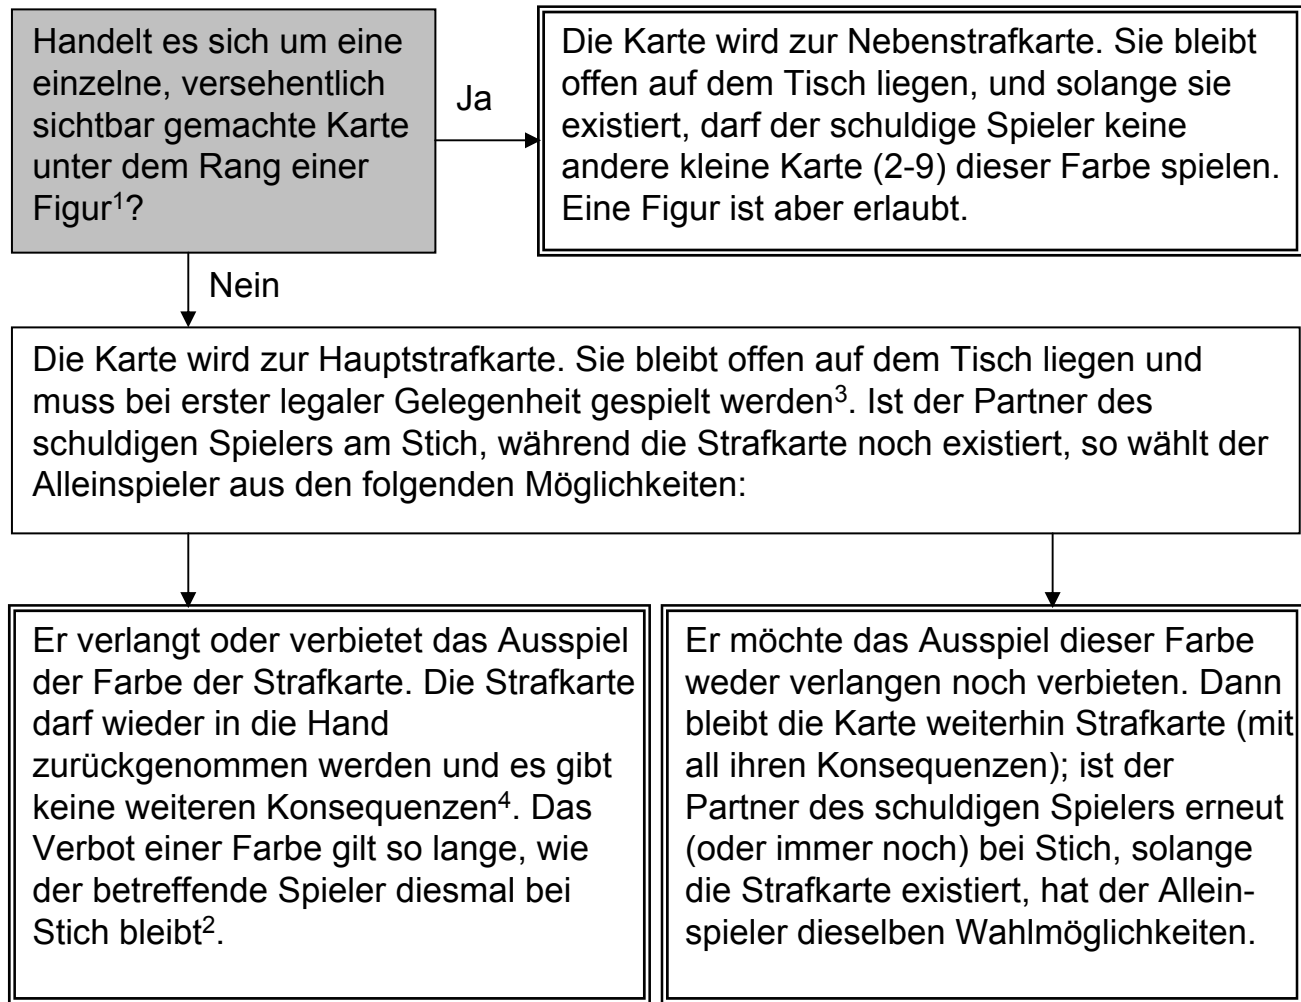 Handelt es sich um eine
einzelne, versehentlich
sichtbar gemachte Karte
unter dem Rang einer
Figur¹?
Ja
Die Karte wird zur Nebenstrafkarte. Sie bleibt
offen auf dem Tisch liegen, und solange sie
existiert, darf der schuldige Spieler keine
andere kleine Karte (2-9) dieser Farbe spielen.
Eine Figur ist aber erlaubt.
Nein
Die Karte wird zur Hauptstrafkarte. Sie bleibt offen auf dem Tisch liegen und
muss bei erster legaler Gelegenheit gespielt werden³. Ist der Partner des
schuldigen Spielers am Stich, während die Strafkarte noch existiert, so wählt der
Alleinspieler aus den folgenden Möglichkeiten:
Er verlangt oder verbietet das Ausspiel
der Farbe der Strafkarte. Die Strafkarte
darf wieder in die Hand
zurückgenommen werden und es gibt
keine weiteren Konsequenzen⁴. Das
Verbot einer Farbe gilt so lange, wie
der betreffende Spieler diesmal bei
Stich bleibt².
Er möchte das Ausspiel dieser Farbe
weder verlangen noch verbieten. Dann
bleibt die Karte weiterhin Strafkarte (mit
all ihren Konsequenzen); ist der
Partner des schuldigen Spielers erneut
(oder immer noch) bei Stich, solange
die Strafkarte existiert, hat der Allein-
spieler dieselben Wahlmöglichkeiten.